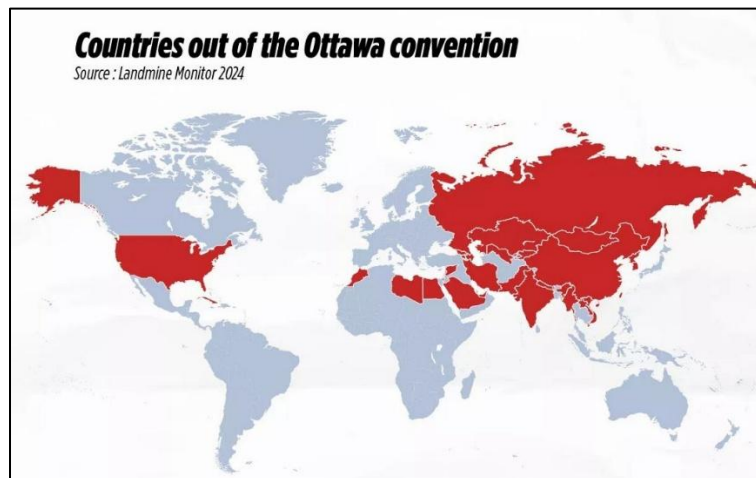 Countries out of the Ottawa convention
Source : Landmine Monitor 2024